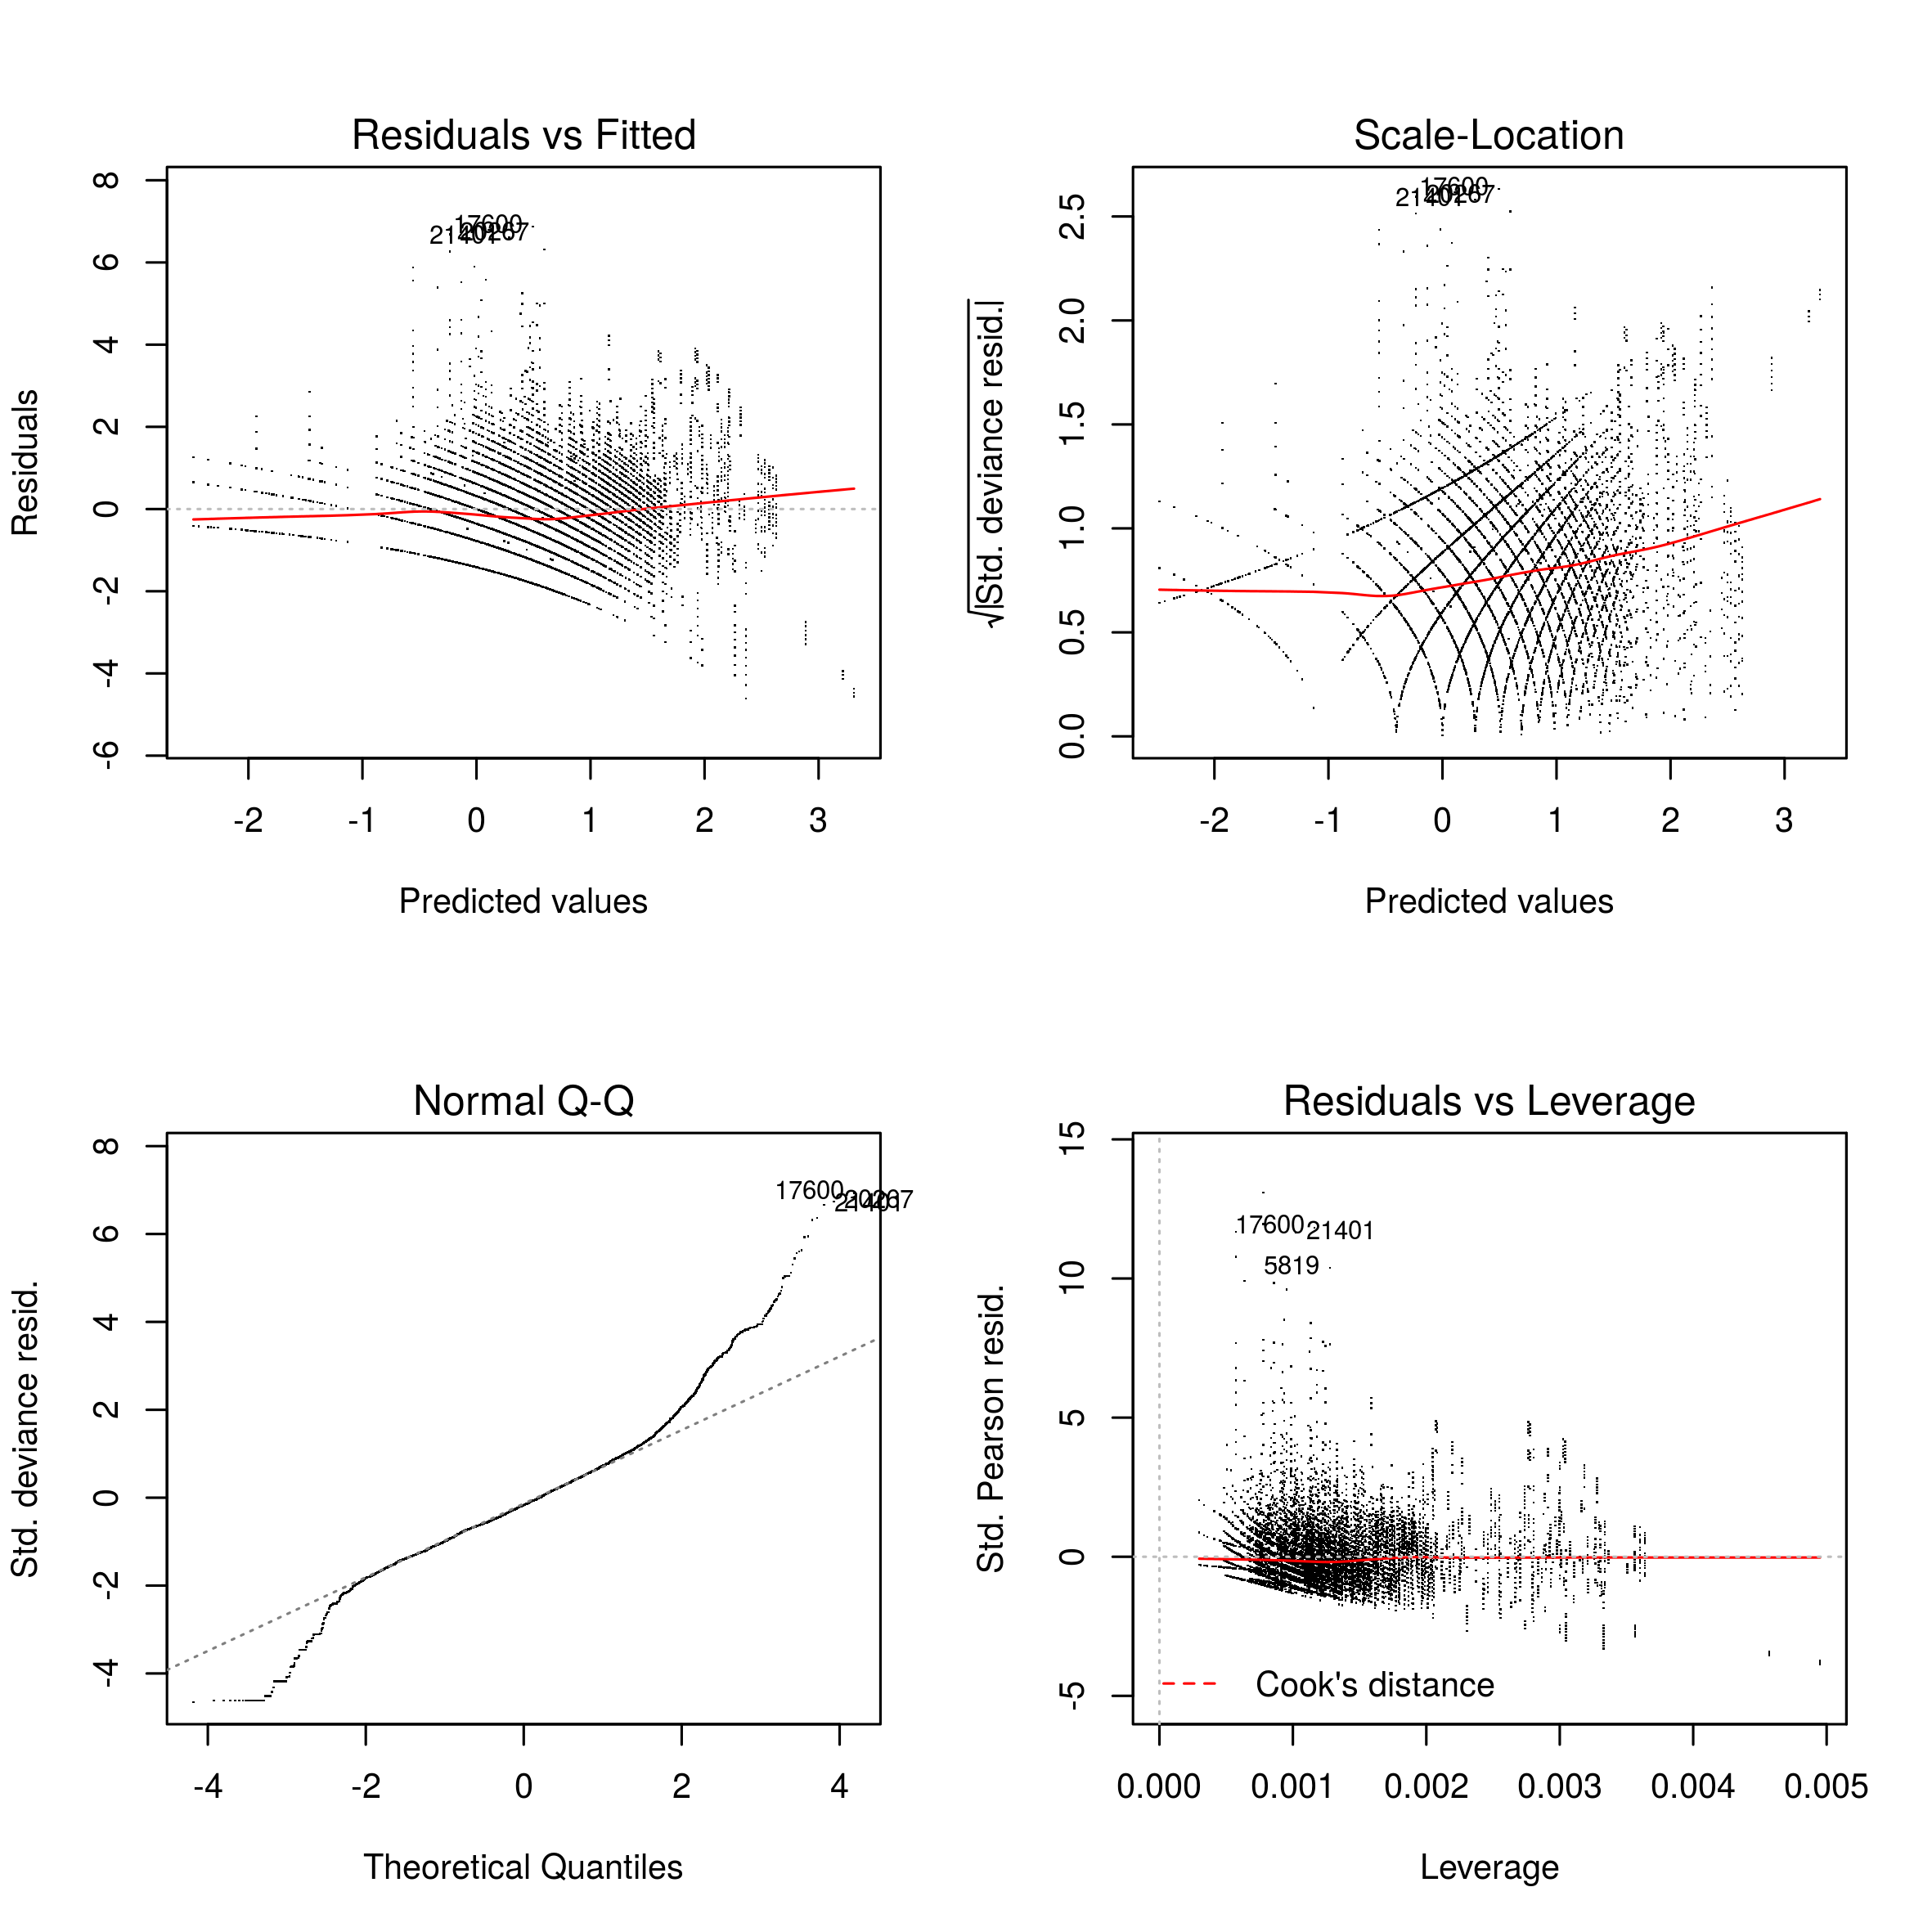 Residuals vs Fitted
Residuals
8
6
4
2
0
-2
-4
-6
17600
-2 -1 0 1 2 3
Predicted values
Scale-Location
√|Std. deviance resid.|
2.5
2.0
1.5
1.0
0.5
0.0
17600
-2 -1 0 1 2 3
Predicted values
Normal Q-Q
Std. deviance resid.
8
6
4
2
0
-2
-4
17600
20267
21401
-4 -2 0 2 4
Theoretical Quantiles
Residuals vs Leverage
Std. Pearson resid.
15
10
5
0
-5
17600
21401
5819
Cook's distance
0.000 0.001 0.002 0.003 0.004 0.005
Leverage